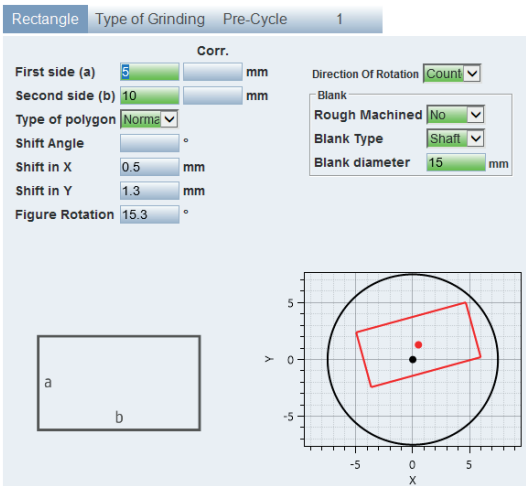 Rectangle Type of Grinding Pre-Cycle 1
Corr.
First side (a) 5 mm
Second side (b) 10 mm
Type of polygon Norma
Shift Angle °
Shift in X 0.5 mm
Shift in Y 1.3 mm
Figure Rotation 15.3 °
Direction Of Rotation Count
Blank
Rough Machined No
Blank Type Shaft
Blank diameter 15 mm
a
b
Y
5
0
-5
-5 0 5
X